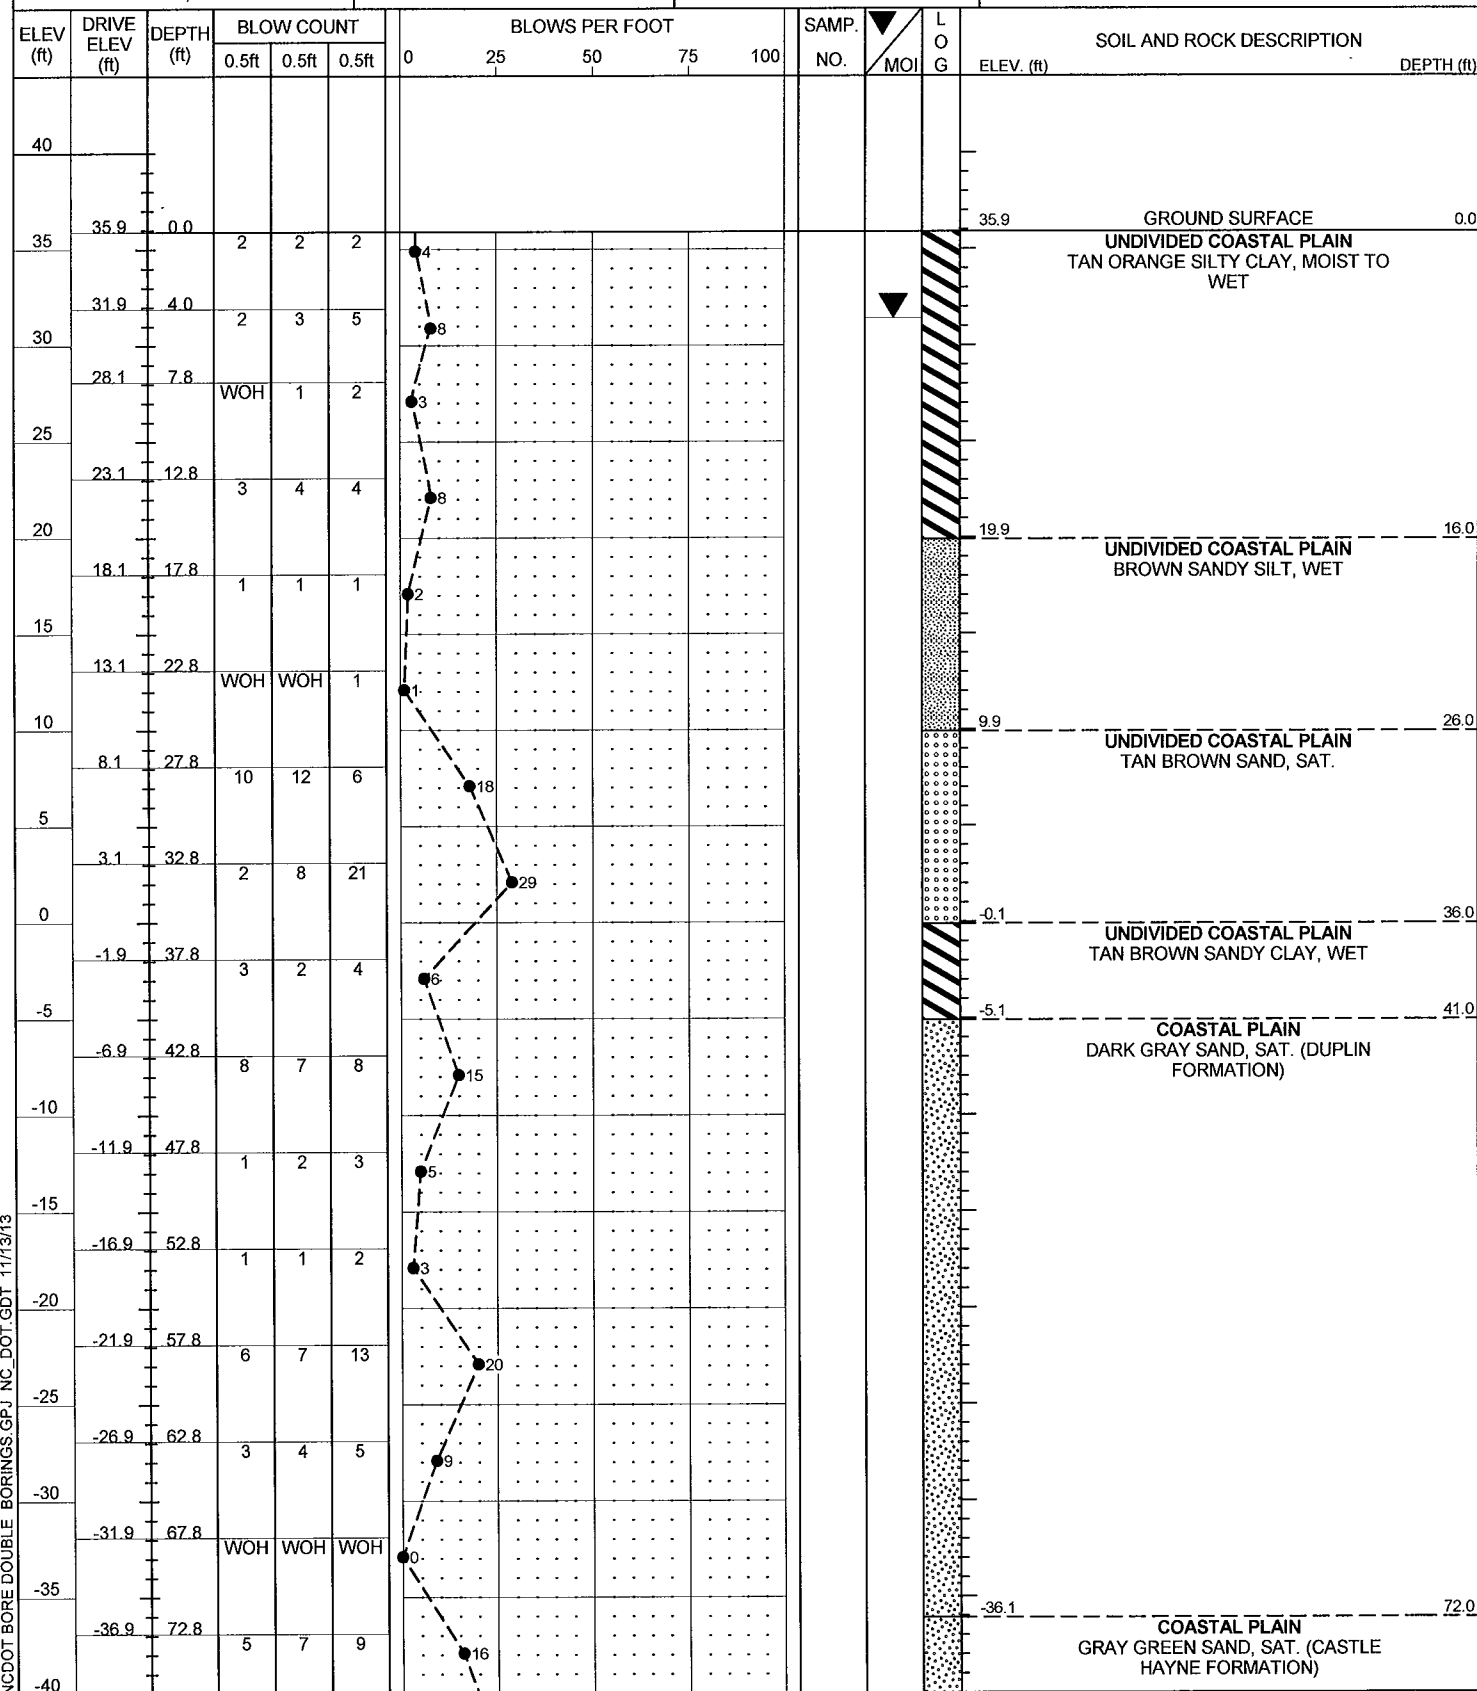 ELEV (ft) DRIVE ELEV (ft) DEPTH (ft) BLOW COUNT BLOWS PER FOOT SAMP. NO. MOI LOG SOIL AND ROCK DESCRIPTION
0.5ft 0.5ft 0.5ft 0 25 50 75 100 ELEV. (ft) DEPTH (ft)
40
35.9 0.0 35.9 GROUND SURFACE 0.0
35 2 2 2 4 UNDIVIDED COASTAL PLAIN
TAN ORANGE SILTY CLAY, MOIST TO
WET
31.9 4.0
30 2 3 5 8
28.1 7.8
WOH 1 2 3
25
23.1 12.8
3 4 4 8
20 19.9 16.0
UNDIVIDED COASTAL PLAIN
BROWN SANDY SILT, WET
18.1 17.8
1 1 1 2
15
13.1 22.8
WOH WOH 1 1
10 9.9 26.0
UNDIVIDED COASTAL PLAIN
TAN BROWN SAND, SAT.
8.1 27.8
10 12 6 18
5
3.1 32.8
2 8 21 29
0 -0.1 36.0
UNDIVIDED COASTAL PLAIN
TAN BROWN SANDY CLAY, WET
-1.9 37.8
3 2 4 6
-5 -5.1 41.0
COASTAL PLAIN
DARK GRAY SAND, SAT. (DUPLIN
FORMATION)
-6.9 42.8
8 7 8 15
-10
-11.9 47.8
1 2 3 5
-15
-16.9 52.8
1 1 2 3
-20
-21.9 57.8
6 7 13 20
-25
-26.9 62.8
3 4 5 9
-30
-31.9 67.8
WOH WOH WOH 0
-35
-36.1 72.0
COASTAL PLAIN
GRAY GREEN SAND, SAT. (CASTLE
HAYNE FORMATION)
-36.9 72.8
5 7 9 16
-40
NCDOT BORE DOUBLE BORINGS.GPJ NC_DOT.GDT 11/13/13